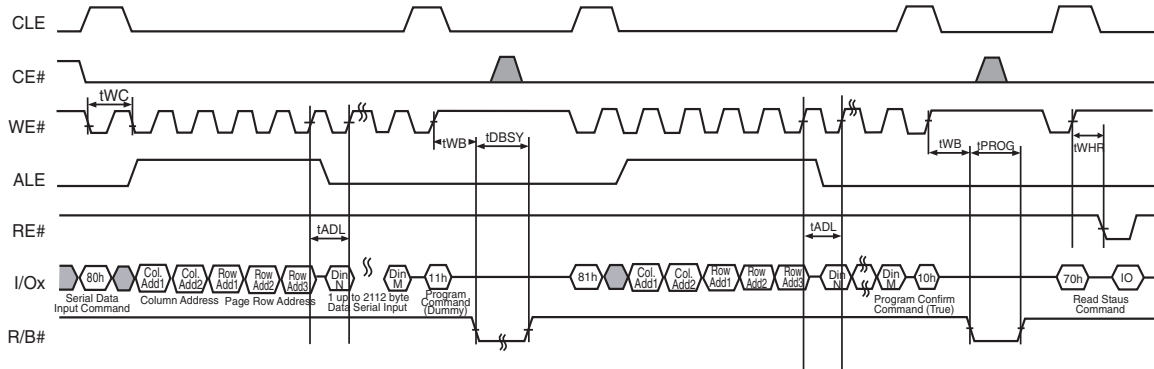 CLE
CE#
tWC
WE#
tWB
tDBSY
tWB
tPROG
tWHR
ALE
RE#
tADL
tADL
I/Ox
80h
Col.
Add1
Col.
Add2
Row
Add1
Row
Add2
Row
Add3
Din
N
Din
M
11h
81h
Col.
Add1
Col.
Add2
Row
Add1
Row
Add2
Row
Add3
Din
N
Din
M
10h
70h
IO
Serial Data
Input Command
Column Address
Page Row Address
1 up to 2112 byte
Data Serial Input
Program
Command
(Dummy)
Program Confirm
Command (True)
Read Staus
Command
R/B#